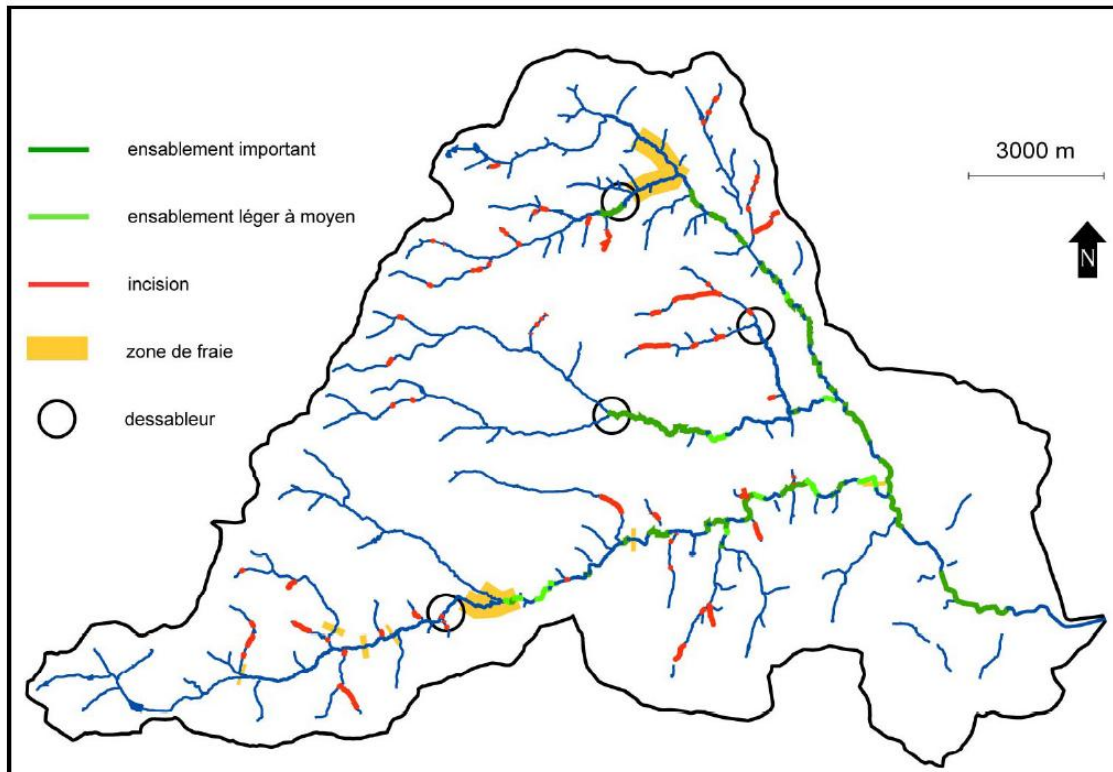 ensablement important
ensablement léger à moyen
incision
zone de fraie
dessableur
3000 m
N